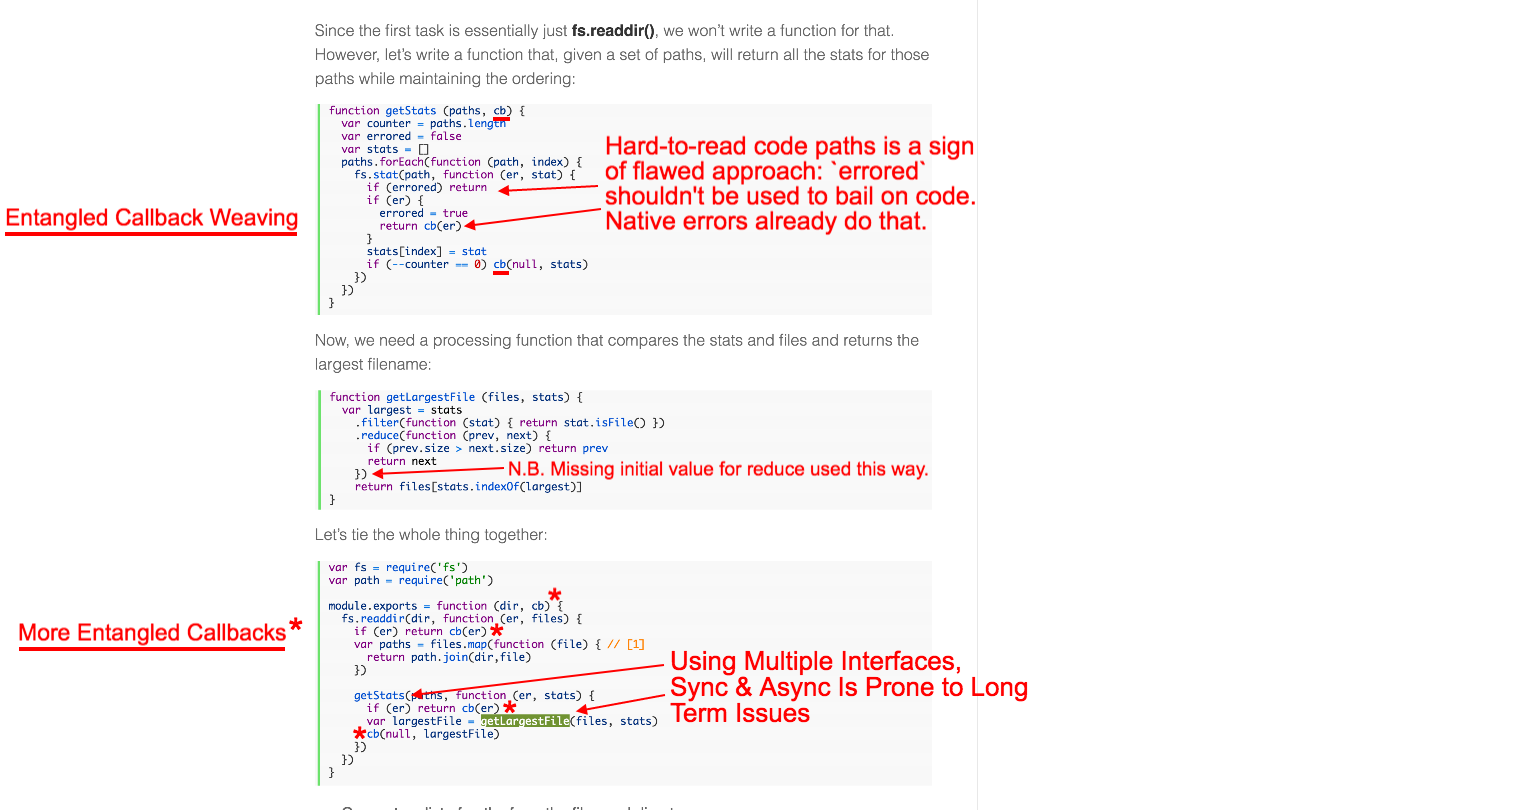 Since the first task is essentially just fs.readdir(), we won’t write a function for that.
However, let’s write a function that, given a set of paths, will return all the stats for those
paths while maintaining the ordering:
function getStats (paths, cb) {
var counter = paths.length
var errored = false
var stats = []
paths.forEach(function (path, index) {
fs.stat(path, function (er, stat) {
if (errored) return
if (er) {
errored = true
return cb(er)
}
stats[index] = stat
if (--counter == 0) cb(null, stats)
})
})
}
Entangled Callback Weaving
Hard-to-read code paths is a sign
of flawed approach: `errored`
shouldn't be used to bail on code.
Native errors already do that.
Now, we need a processing function that compares the stats and files and returns the
largest filename:
function getLargestFile (files, stats) {
var largest = stats
.filter(function (stat) { return stat.isFile() })
.reduce(function (prev, next) {
if (prev.size > next.size) return prev
return next
})
return files[stats.indexOf(largest)]
}
N.B. Missing initial value for reduce used this way.
Let’s tie the whole thing together:
var fs = require('fs')
var path = require('path')
module.exports = function (dir, cb) { *
fs.readdir(dir, function (er, files) {
if (er) return cb(er) *
var paths = files.map(function (file) { // [1]
return path.join(dir,file)
})
getStats(paths, function (er, stats) {
if (er) return cb(er) *
var largestFile = getLargestFile(files, stats)
*cb(null, largestFile)
})
})
}
More Entangled Callbacks *
Using Multiple Interfaces,
Sync & Async Is Prone to Long
Term Issues